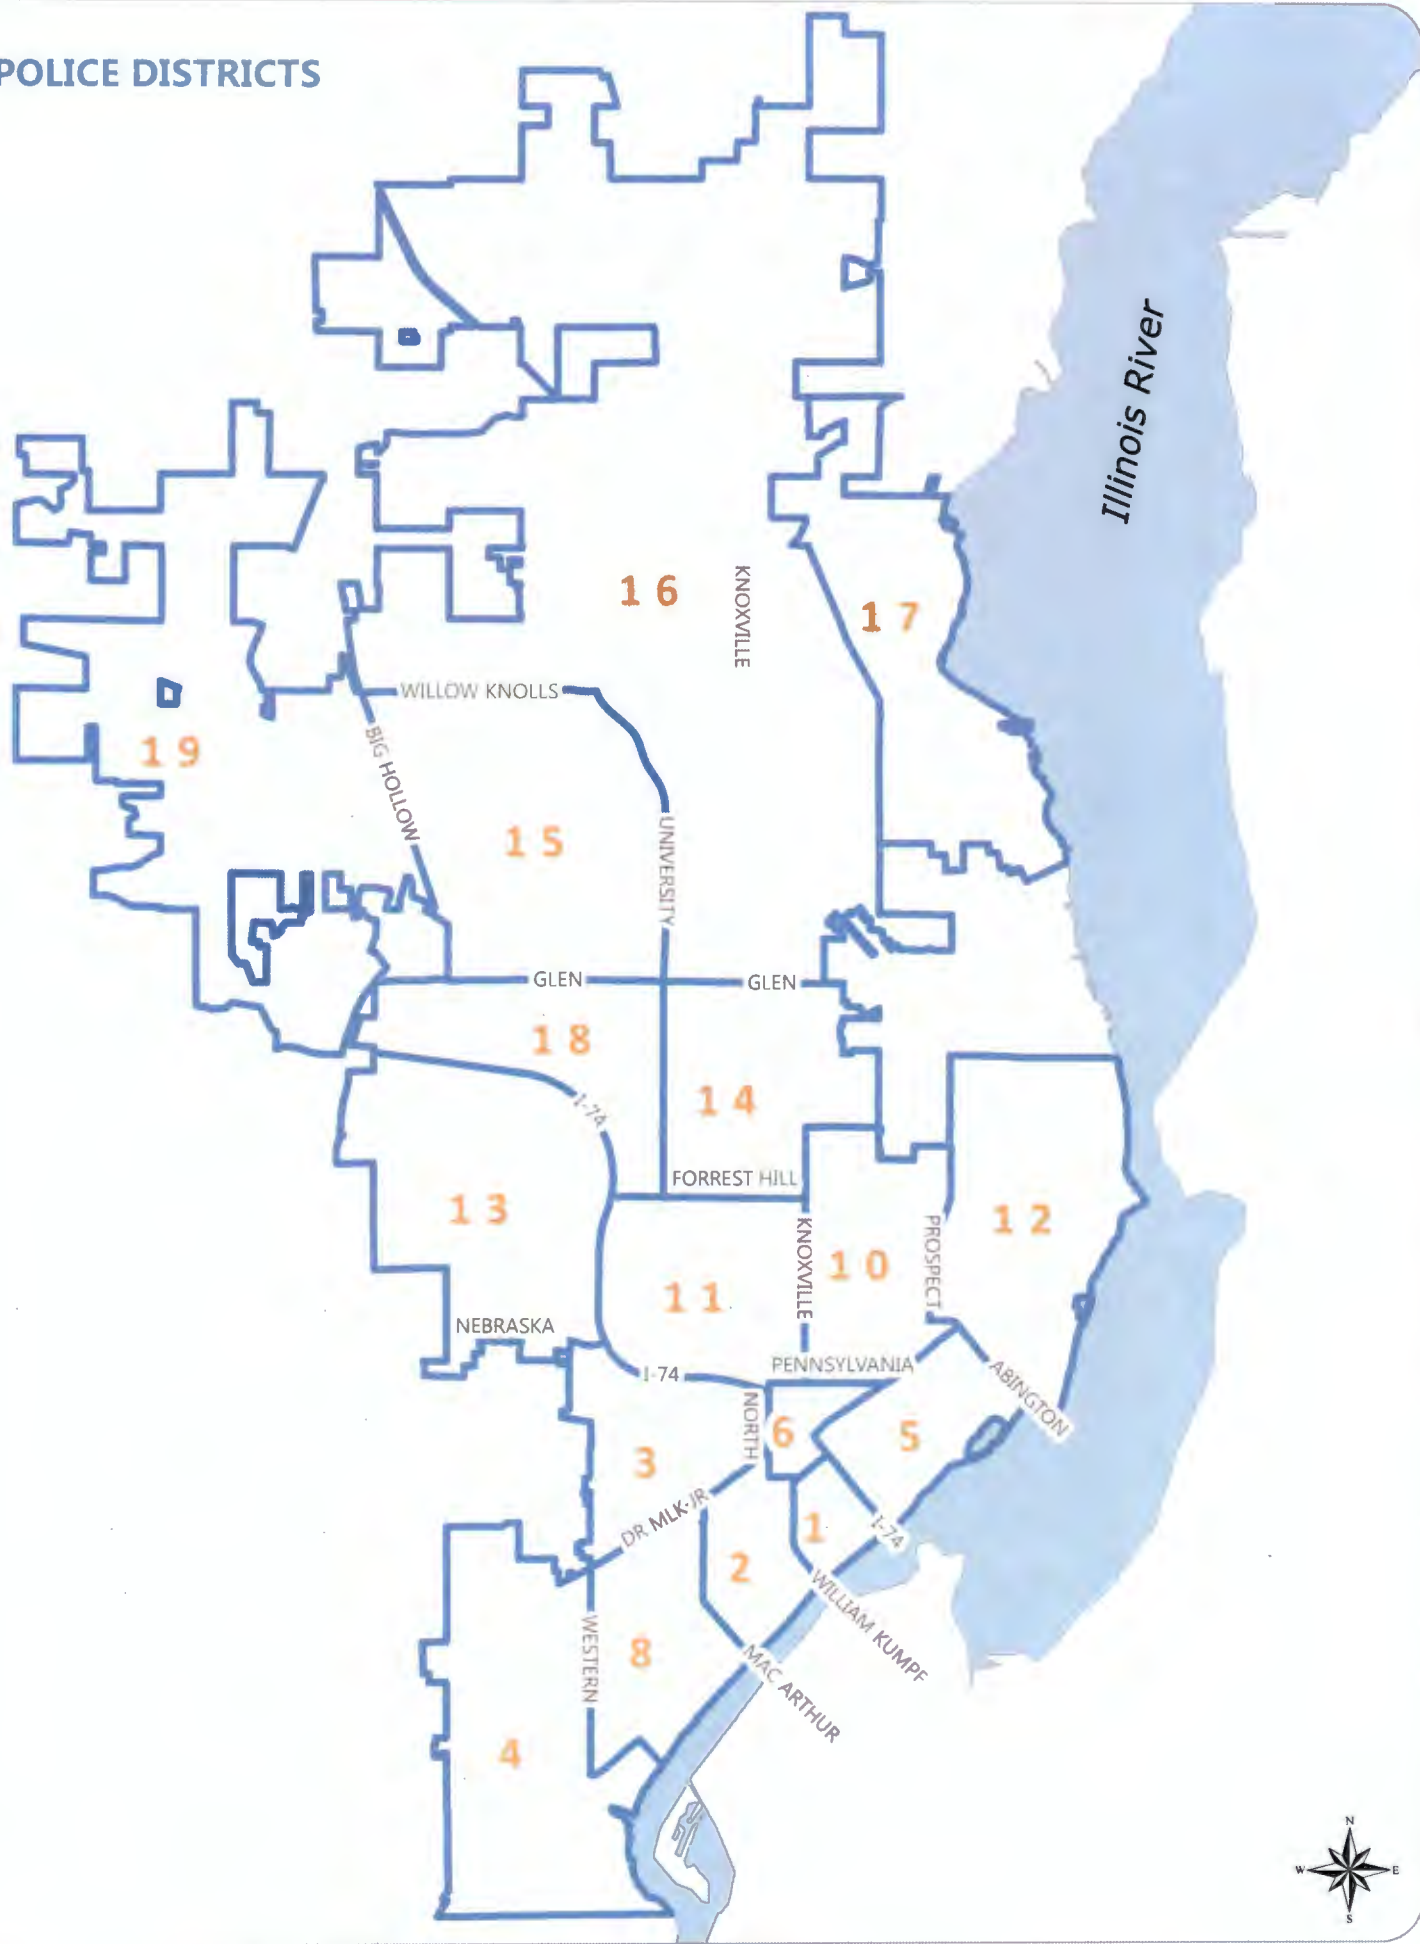 POLICE DISTRICTS
Illinois River
16
KNOXVILLE
17
WILLOW KNOLLS
19
BIG HOLLOW
15
UNIVERSITY
GLEN
GLEN
18
14
I-74
FORREST HILL
13
12
PROSPECT
KNOXVILLE
10
11
NEBRASKA
PENNSYLVANIA
I-74
ABINGTON
NORTH
6
5
3
DR MLK JR
1
I-74
2
WILLIAM KUMPF
WESTERN
8
MAC ARTHUR
4
N
W
E
S